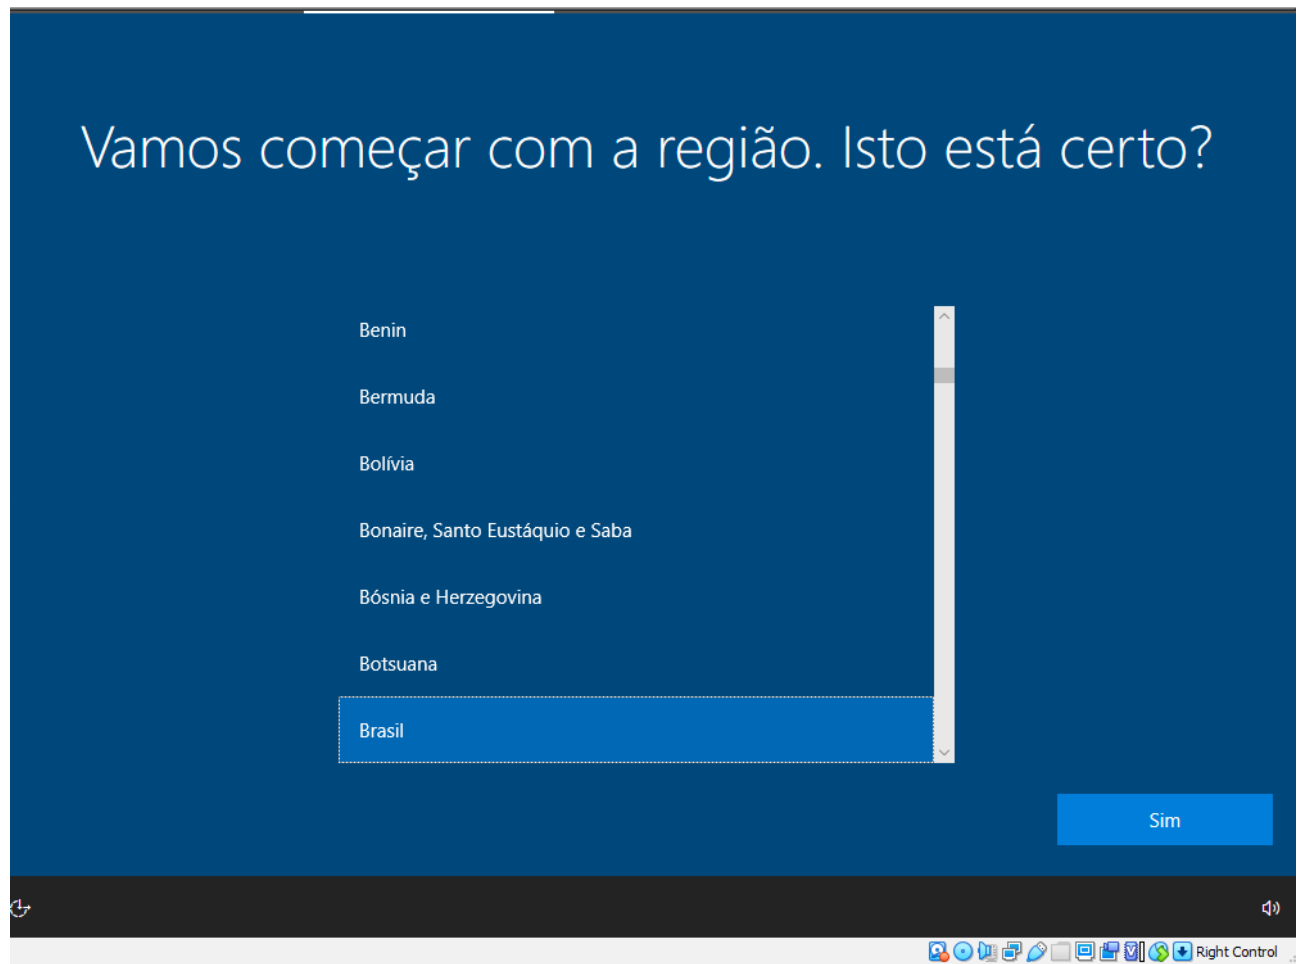 Vamos começar com a região. Isto está certo?
Benin
Bermuda
Bolívia
Bonaire, Santo Eustáquio e Saba
Bósnia e Herzegovina
Botsuana
Brasil
Sim
Right Control